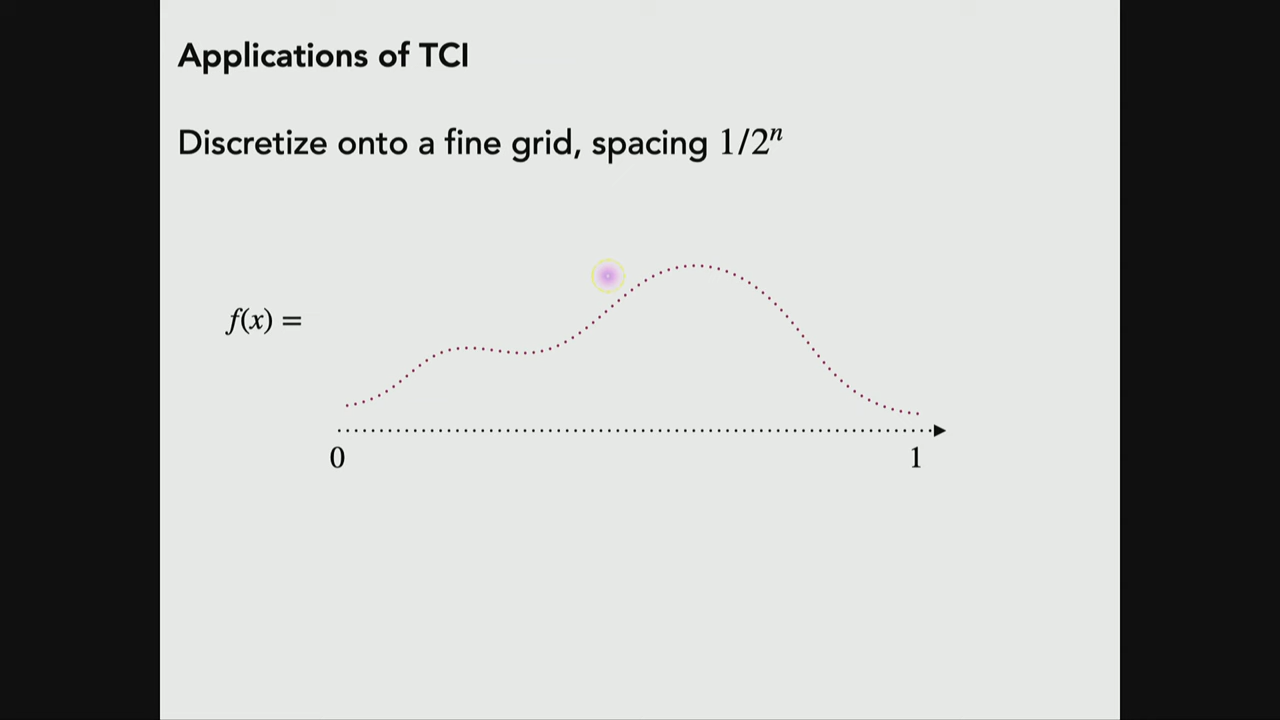 Applications of TCI
Discretize onto a fine grid, spacing 1/2ⁿ
f(x) =
0 1